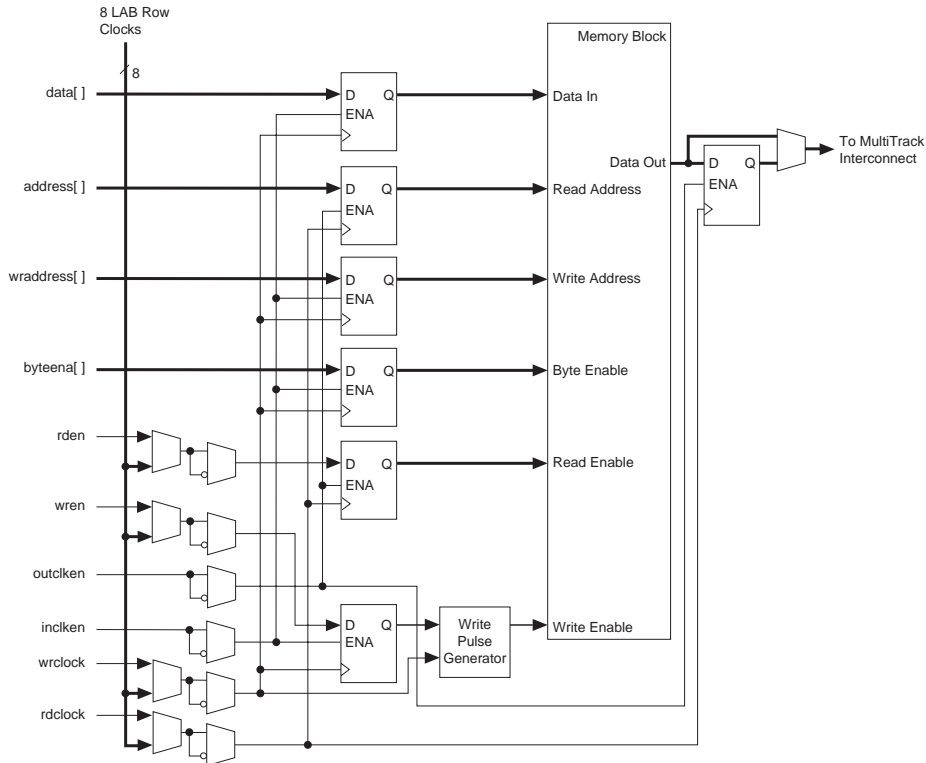 8 LAB Row
Clocks
8
Memory Block
data[ ]
D Q
ENA
Data In
To MultiTrack
Interconnect
Data Out
D Q
ENA
address[ ]
D Q
ENA
Read Address
wraddress[ ]
D Q
ENA
Write Address
byteena[ ]
D Q
ENA
Byte Enable
rden
D Q
ENA
Read Enable
wren
outclken
inclken
D Q
ENA
Write
Pulse
Generator
Write Enable
wrclock
rdclock